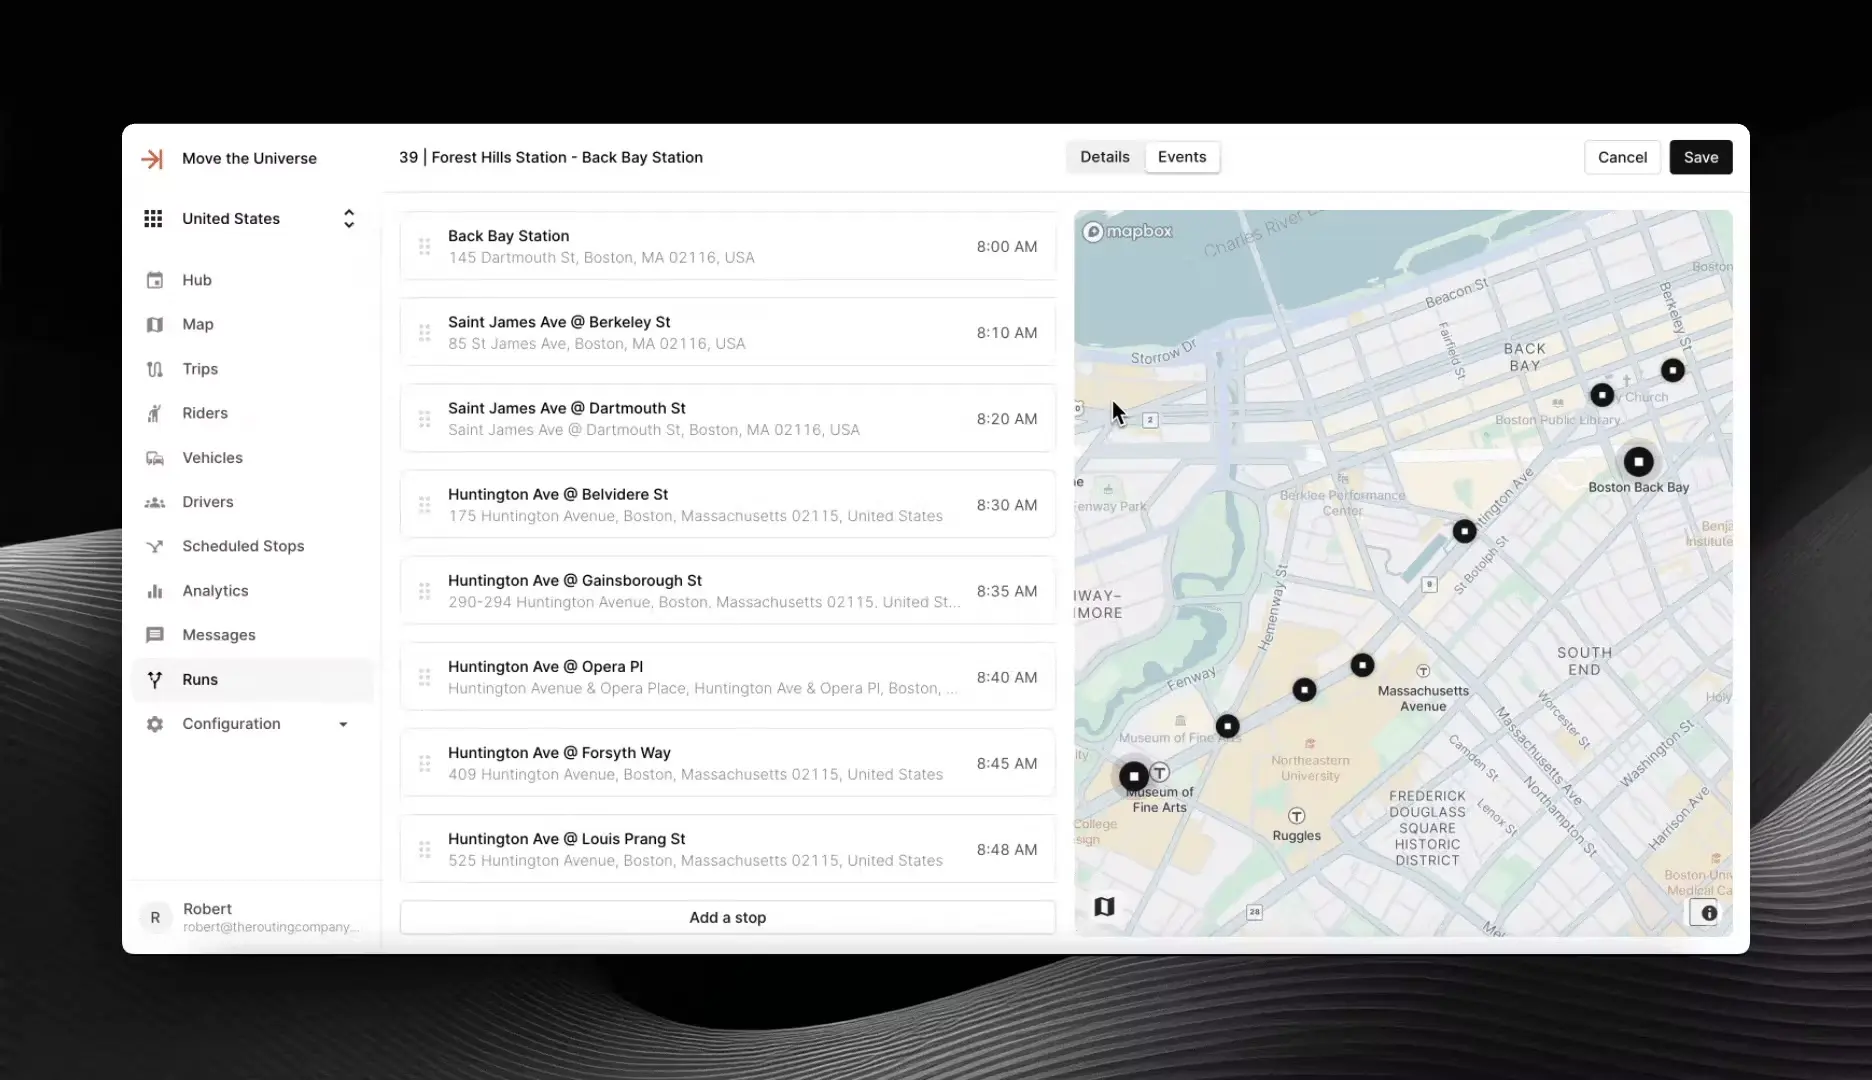 Move the Universe
39 | Forest Hills Station - Back Bay Station
Details
Events
Cancel
Save
United States
Hub
Map
Trips
Riders
Vehicles
Drivers
Scheduled Stops
Analytics
Messages
Runs
Configuration
R
Robert
robert@theroutingcompany...
Back Bay Station
145 Dartmouth St, Boston, MA 02116, USA
8:00 AM
Saint James Ave @ Berkeley St
85 St James Ave, Boston, MA 02116, USA
8:10 AM
Saint James Ave @ Dartmouth St
Saint James Ave @ Dartmouth St, Boston, MA 02116, USA
8:20 AM
Huntington Ave @ Belvidere St
175 Huntington Avenue, Boston, Massachusetts 02115, United States
8:30 AM
Huntington Ave @ Gainsborough St
290-294 Huntington Avenue, Boston, Massachusetts 02115, United St...
8:35 AM
Huntington Ave @ Opera Pl
Huntington Avenue & Opera Place, Huntington Ave & Opera Pl, Boston, ...
8:40 AM
Huntington Ave @ Forsyth Way
409 Huntington Avenue, Boston, Massachusetts 02115, United States
8:45 AM
Huntington Ave @ Louis Prang St
525 Huntington Avenue, Boston, Massachusetts 02115, United States
8:48 AM
Add a stop
mapbox
Charles River
Boston
Beacon St
Berkeley St
Storrow Dr
Fairfield St
BACK
BAY
Church
2
Boston Public Library
Boston Back Bay
Berklee Performance
Center
enway Park
ntington Ave
Benj
Institute
St Botolph St
9
WAY-
MORE
Hemenway St
SOUTH
END
Fenway
T
Massachusetts
Avenue
Holy
Worcester St
Museum of Fine Arts
Massachusetts Ave
Camden St
Washington St
Northeastern
University
T
Museum of
Fine Arts
FREDERICK
DOUGLASS
SQUARE
HISTORIC
DISTRICT
Lenox St
Northampton St
Harrison Ave
T
Ruggles
College
sign
Boston Univ
Medical Ca
28